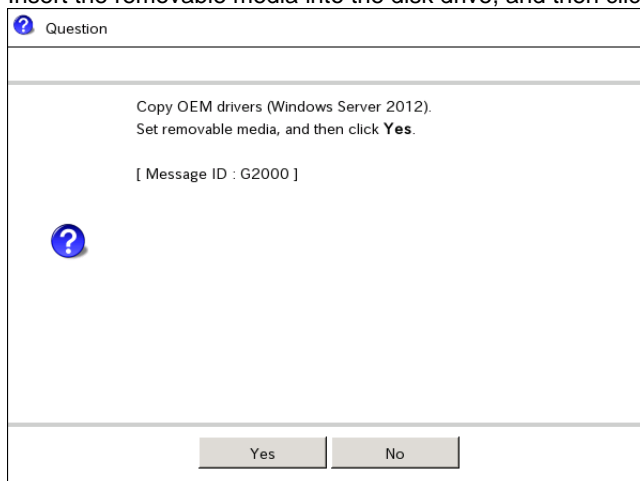 Insert the removable media into the disk drive, and then clic
Question
Copy OEM drivers (Windows Server 2012).
Set removable media, and then click Yes.
[ Message ID : G2000 ]
Yes
No